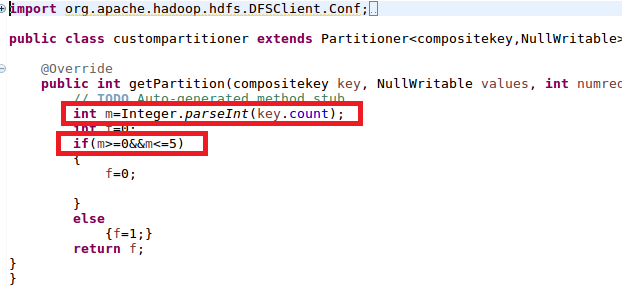 import org.apache.hadoop.hdfs.DFSClient.Conf;
public class custompartitioner extends Partitioner<compositekey,NullWritable>
@Override
public int getPartition(compositekey key, NullWritable values, int numred
// TODO Auto-generated method stub
int m=Integer.parseInt(key.count);
int f=0;
if(m>=0&&m<=5)
{
f=0;
}
else
{f=1;}
return f;
}
}